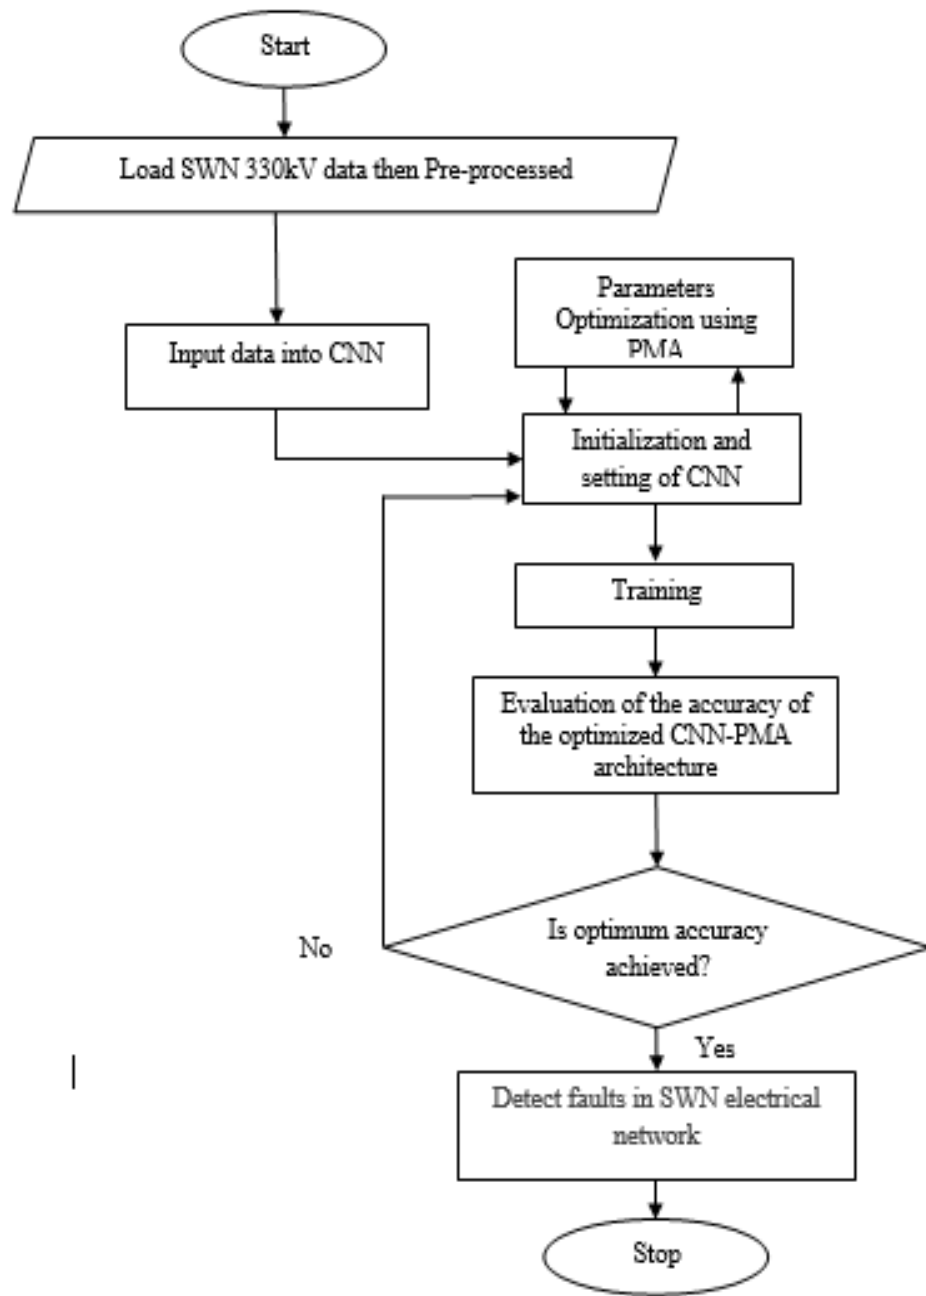 Start
Load SWN 330kV data then Pre-processed
Parameters
Optimization using
PMA
Input data into CNN
Initialization and
setting of CNN
Training
Evaluation of the accuracy of
the optimized CNN-PMA
architecture
Is optimum accuracy
achieved?
No
Yes
Detect faults in SWN electrical
network
Stop